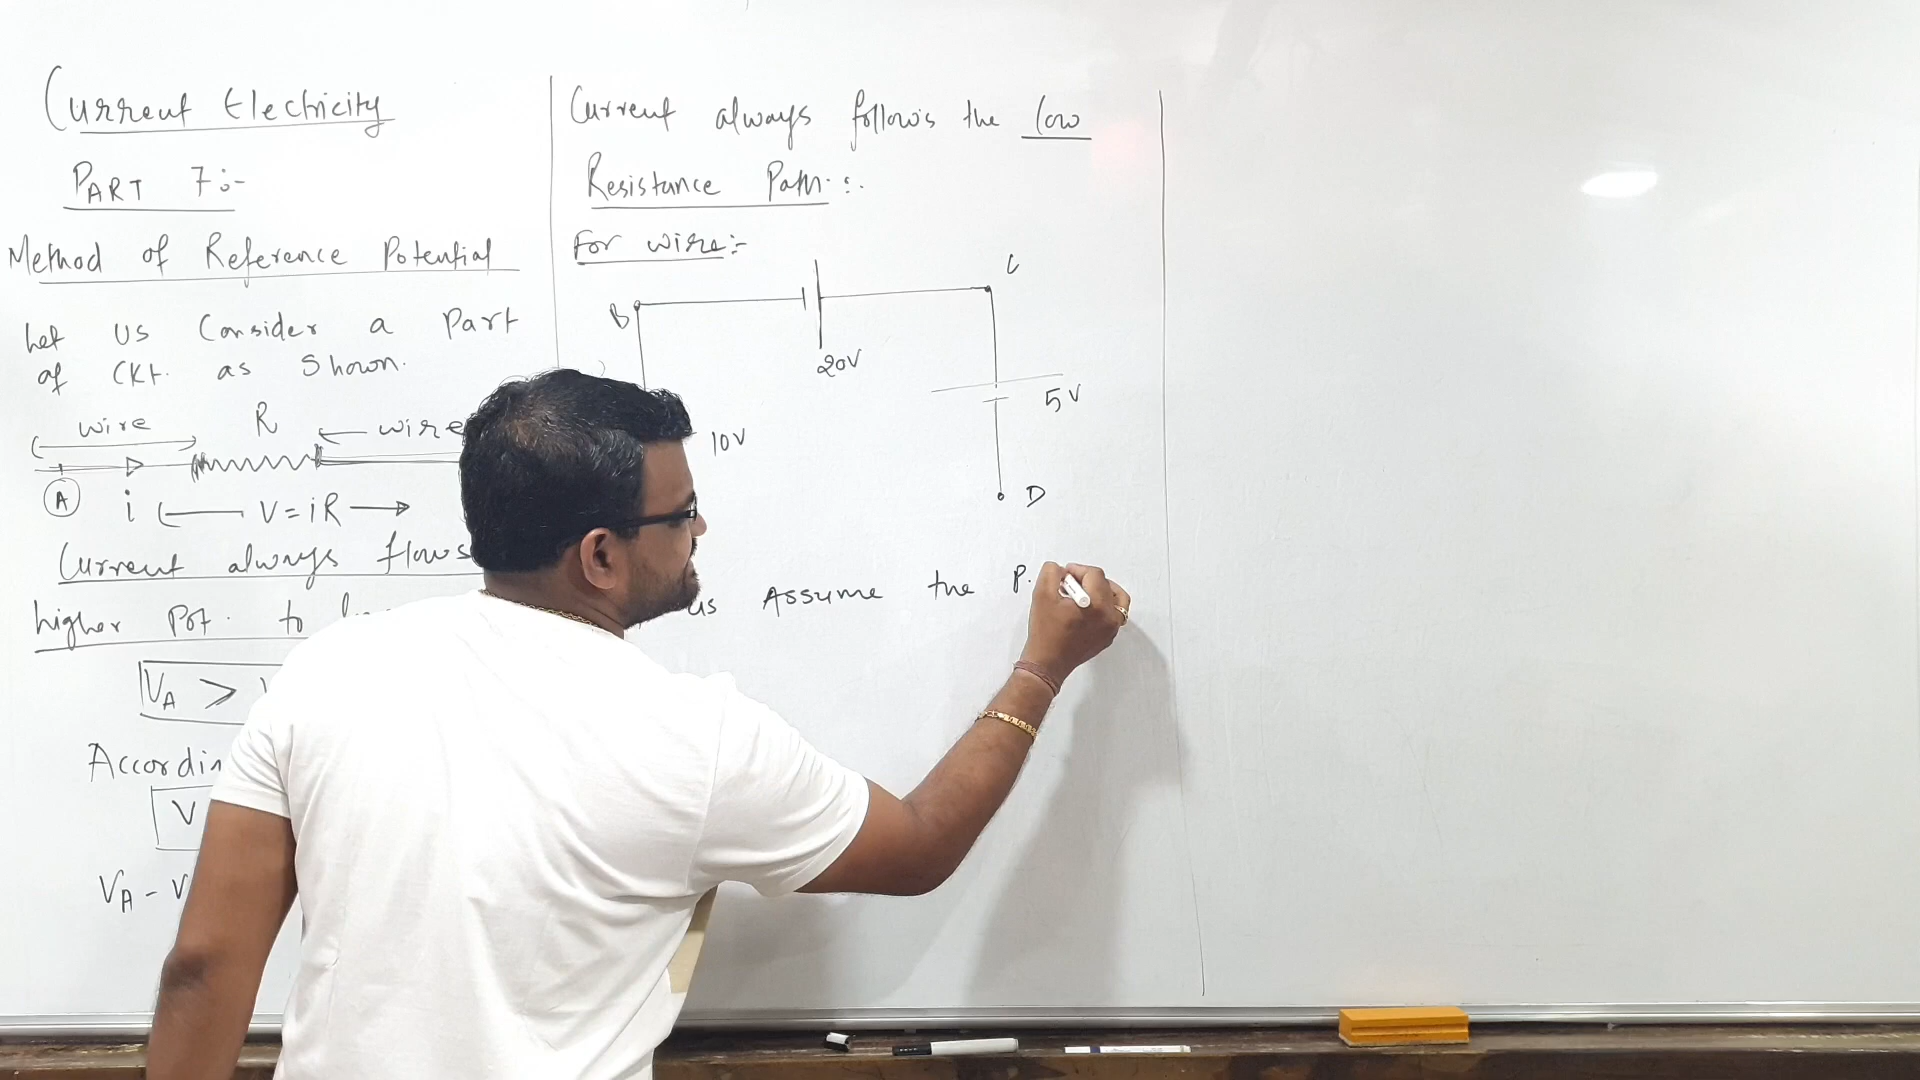 Current Electricity
PART 7:-
Method of Reference Potential
Let us Consider a Part
of CKt. as Shown.
wire R wire
A i V = iR
Current always flows
higher Pot. to
VA >
V
VA - V
Current always follows the low
Resistance Path:.
For wire:-
B C
20V
5V
10V
D
us Assume the P.